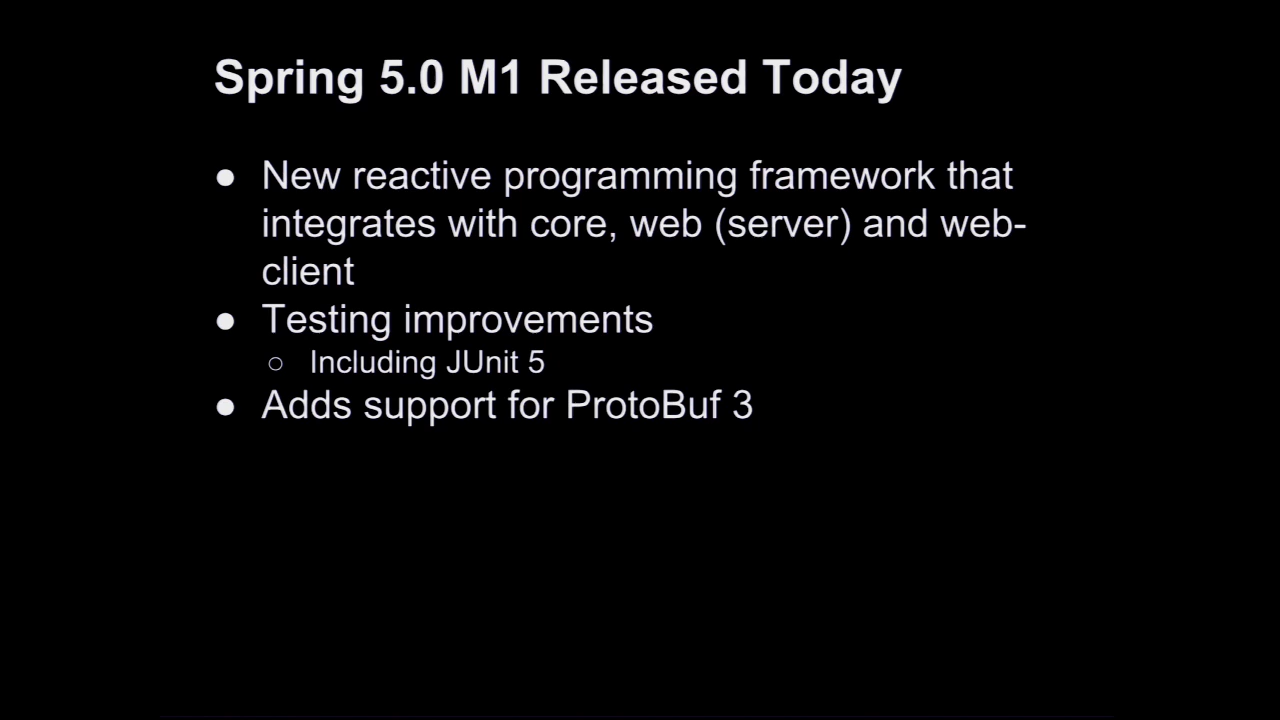 Spring 5.0 M1 Released Today
● New reactive programming framework that
integrates with core, web (server) and web-
client
● Testing improvements
○ Including JUnit 5
● Adds support for ProtoBuf 3